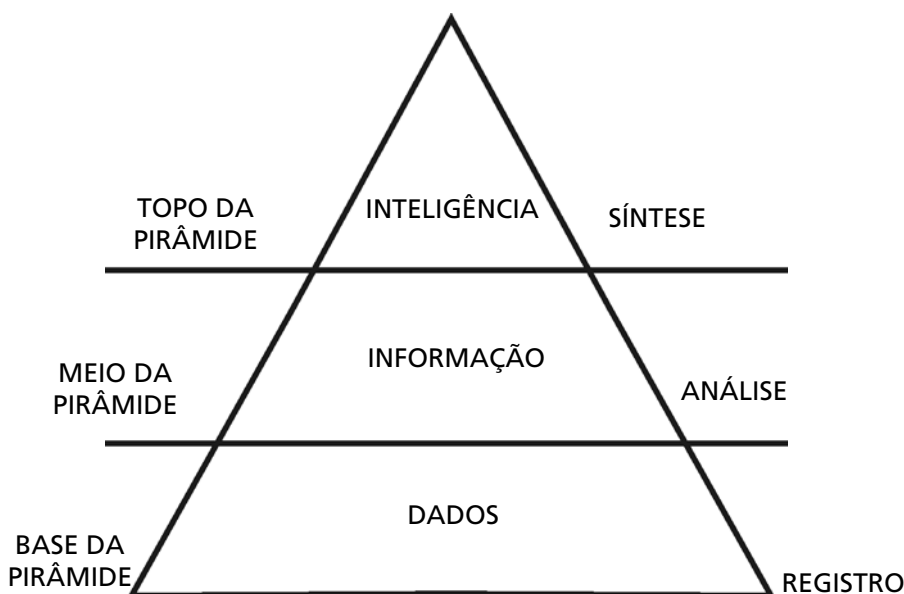 TOPO DA
PIRÂMIDE
INTELIGÊNCIA
SÍNTESE
MEIO DA
PIRÂMIDE
INFORMAÇÃO
ANÁLISE
BASE DA
PIRÂMIDE
DADOS
REGISTRO